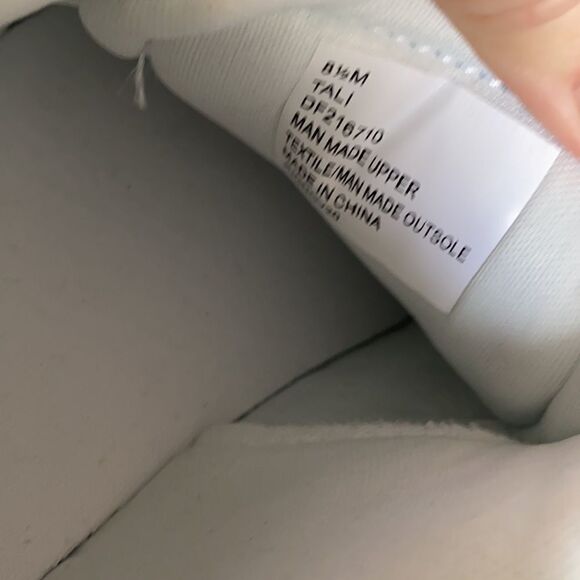 8½M
TALI
DF216710
MAN MADE UPPER
TEXTILE/MAN MADE OUTSOLE
MADE IN CHINA